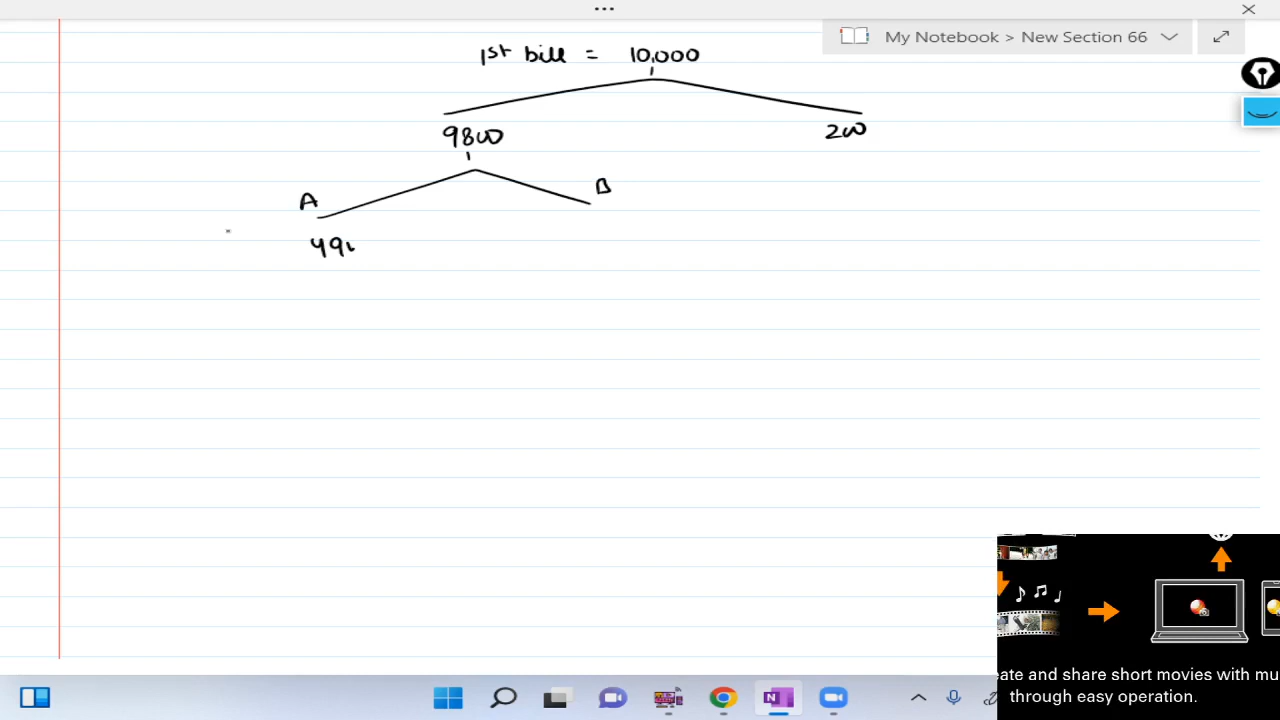 My Notebook > New Section 66
1st bill = 10,000
9800
200
A
B
490
eate and share short movies with mu
through easy operation.